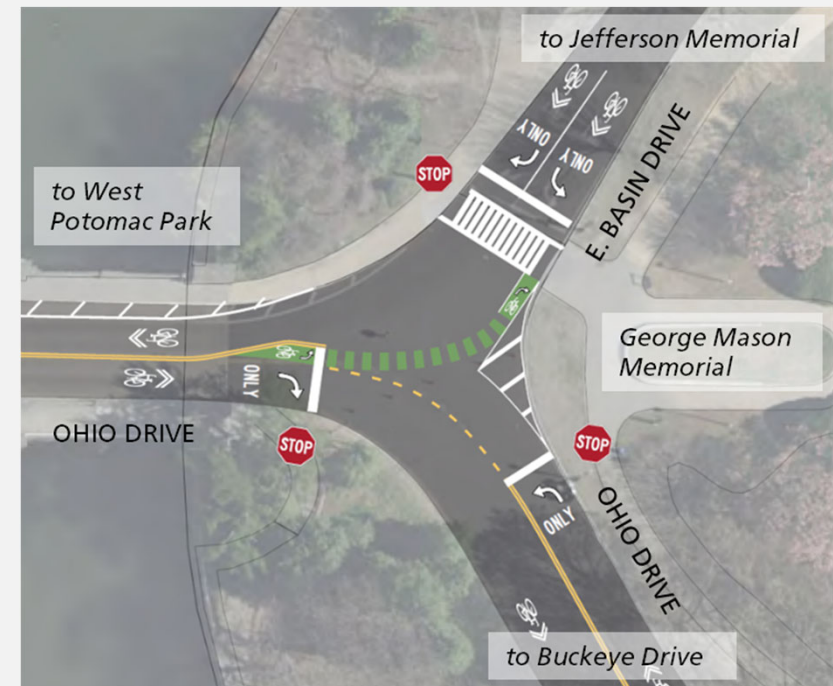 to Jefferson Memorial
ONLY
ONLY
STOP
E. BASIN DRIVE
to West
Potomac Park
George Mason
Memorial
ONLY
OHIO DRIVE
STOP
STOP
ONLY
OHIO DRIVE
to Buckeye Drive